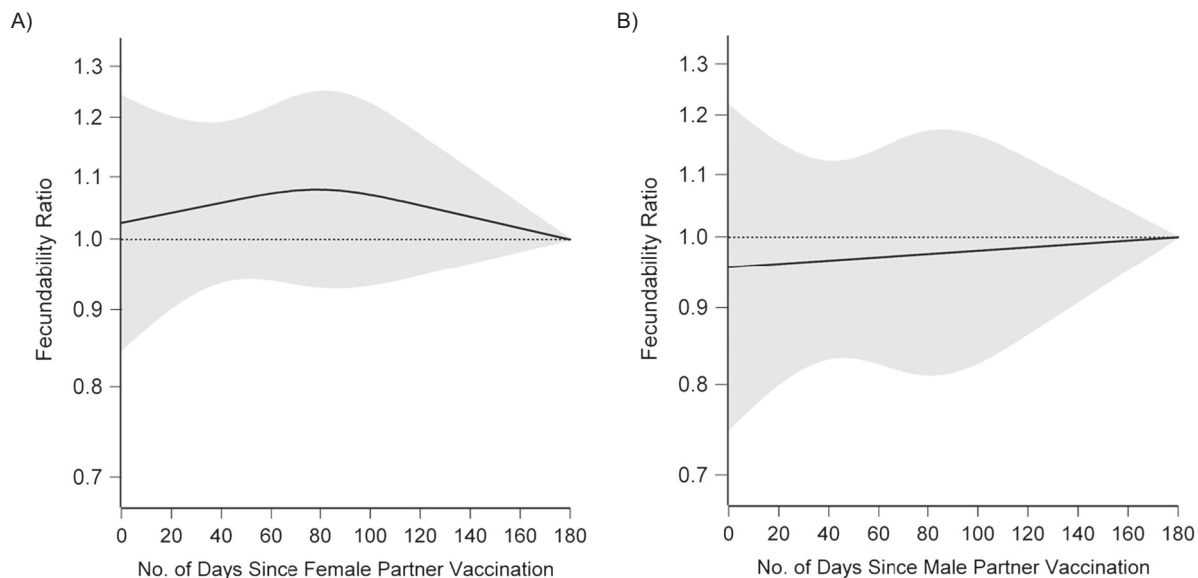 A)
1.3
1.2
1.1
1.0
0.9
0.8
0.7
Fecundability Ratio
0 20 40 60 80 100 120 140 160 180
No. of Days Since Female Partner Vaccination
B)
1.3
1.2
1.1
1.0
0.9
0.8
0.7
Fecundability Ratio
0 20 40 60 80 100 120 140 160 180
No. of Days Since Male Partner Vaccination